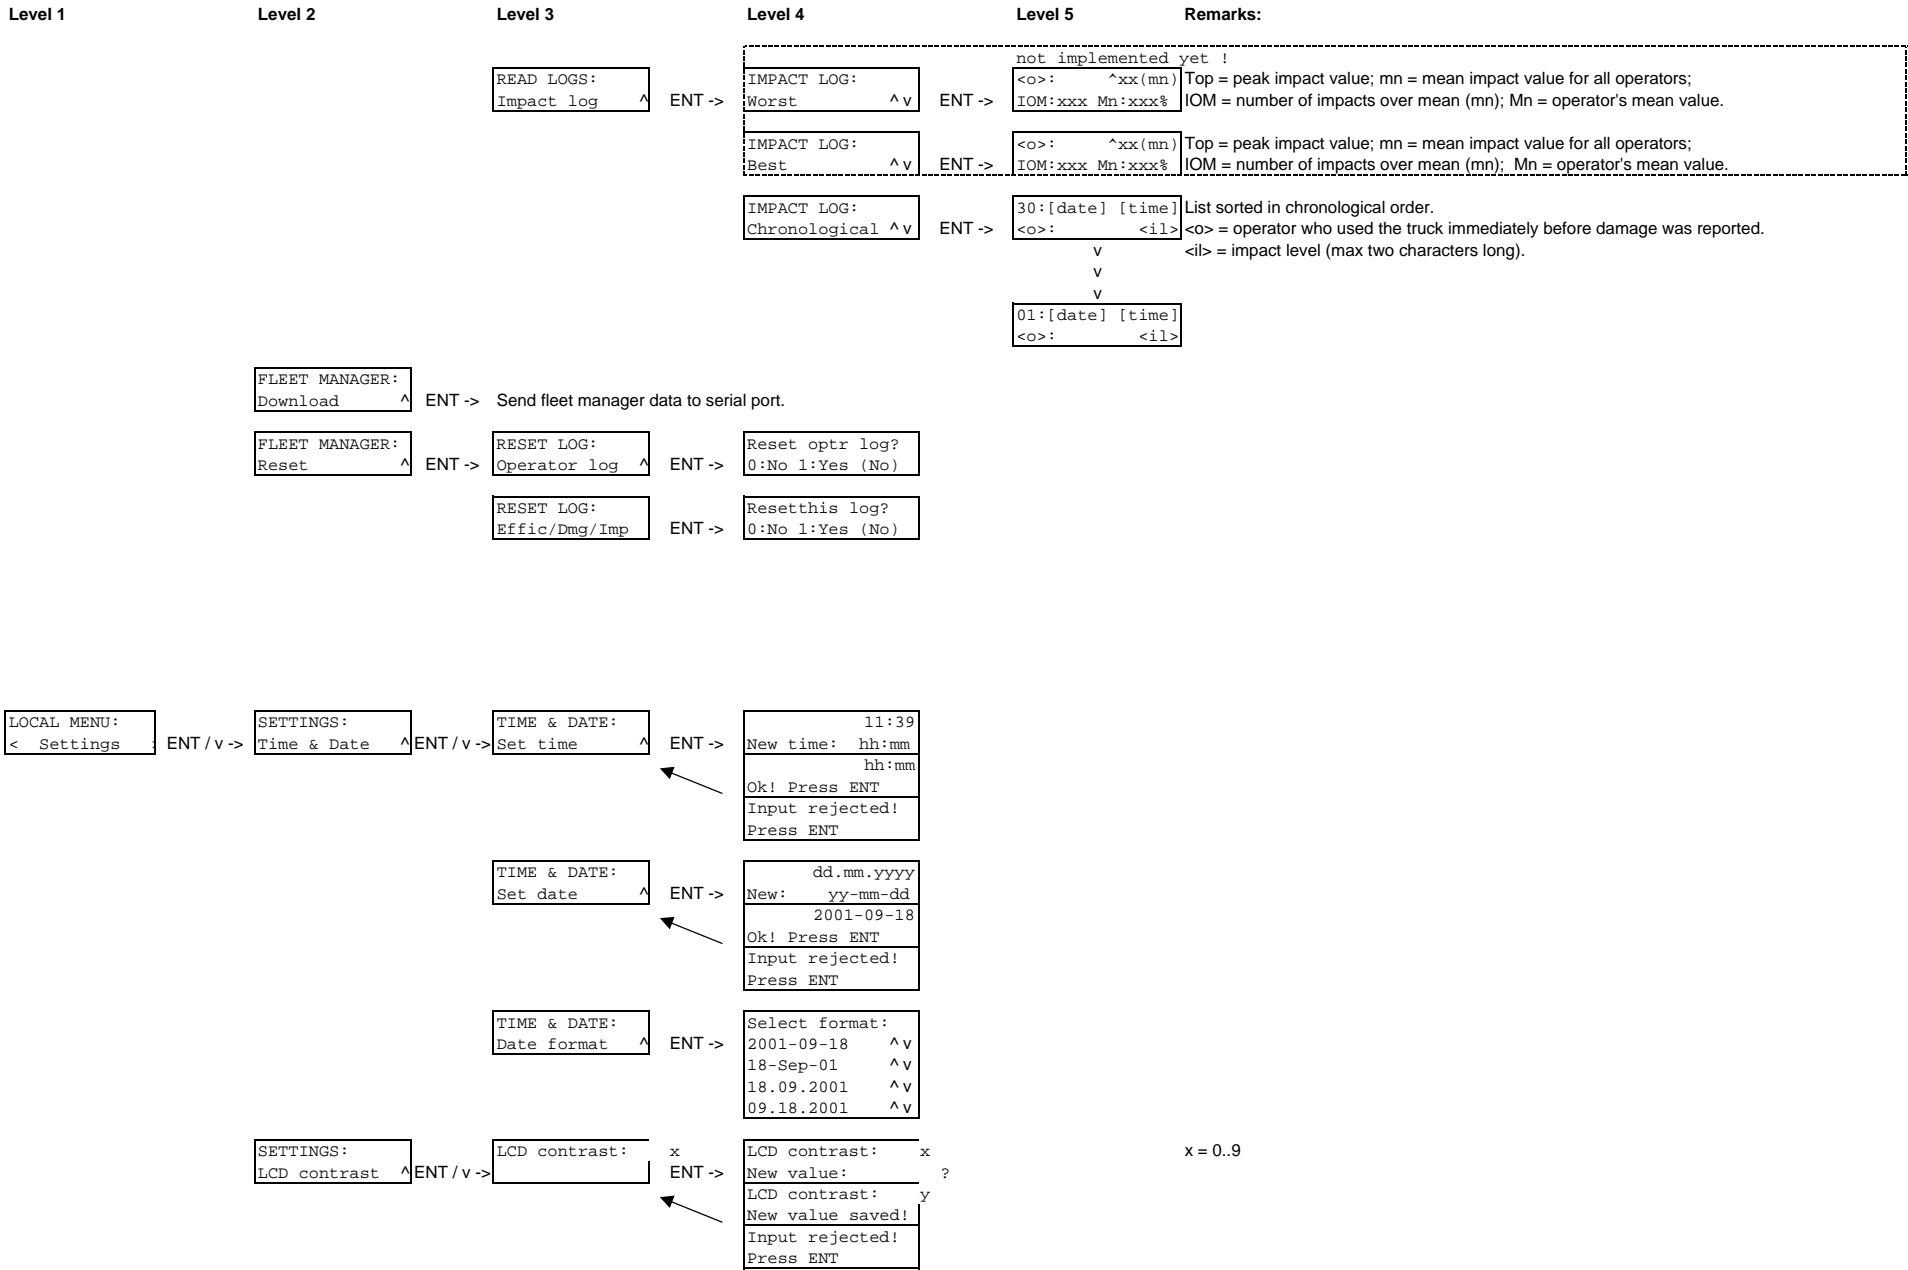 Level 1 Level 2 Level 3 Level 4 Level 5 Remarks:
not implemented yet !
READ LOGS: IMPACT LOG: <o>: ^xx(mn) Top = peak impact value; mn = mean impact value for all operators;
Impact log ^ ENT -> Worst ^ v ENT -> IOM:xxx Mn:xxx% IOM = number of impacts over mean (mn); Mn = operator's mean value.
IMPACT LOG: <o>: ^xx(mn) Top = peak impact value; mn = mean impact value for all operators;
Best ^ v ENT -> IOM:xxx Mn:xxx% IOM = number of impacts over mean (mn); Mn = operator's mean value.
IMPACT LOG: 30:[date] [time] List sorted in chronological order.
Chronological ^ v ENT -> <o>: <il> <o> = operator who used the truck immediately before damage was reported.
v <il> = impact level (max two characters long).
v
v
01:[date] [time]
<o>: <il>
FLEET MANAGER:
Download ^ ENT -> Send fleet manager data to serial port.
FLEET MANAGER: RESET LOG: Reset optr log?
Reset ^ ENT -> Operator log ^ ENT -> 0:No 1:Yes (No)
RESET LOG: Resetthis log?
Effic/Dmg/Imp ENT -> 0:No 1:Yes (No)
LOCAL MENU: SETTINGS: TIME & DATE: 11:39
< Settings ENT / v -> Time & Date ^ ENT / v -> Set time ^ ENT -> New time: hh:mm
hh:mm
Ok! Press ENT
Input rejected!
Press ENT
TIME & DATE: dd.mm.yyyy
Set date ^ ENT -> New: yy-mm-dd
2001-09-18
Ok! Press ENT
Input rejected!
Press ENT
TIME & DATE: Select format:
Date format ^ ENT -> 2001-09-18 ^ v
18-Sep-01 ^ v
18.09.2001 ^ v
09.18.2001 ^ v
SETTINGS: LCD contrast: x LCD contrast: x x = 0..9
LCD contrast ^ ENT / v -> ENT -> New value: ?
LCD contrast: y
New value saved!
Input rejected!
Press ENT